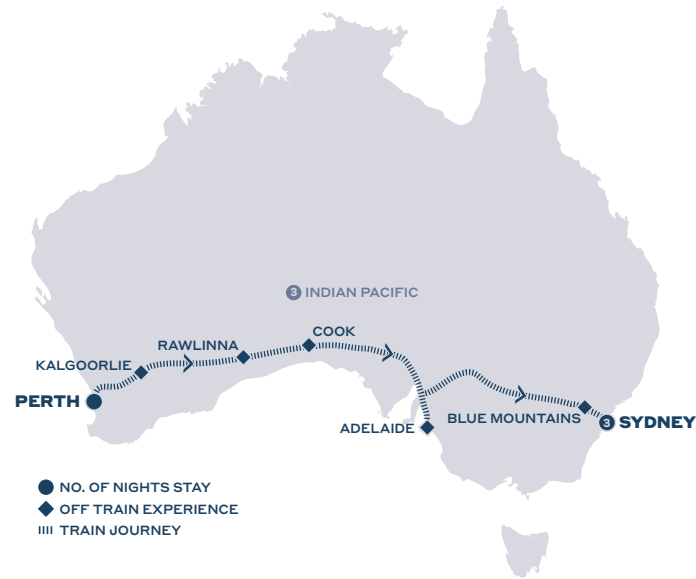 3 INDIAN PACIFIC
COOK
RAWLINNA
KALGOORLIE
PERTH
ADELAIDE
BLUE MOUNTAINS
3 SYDNEY
NO. OF NIGHTS STAY
OFF TRAIN EXPERIENCE
TRAIN JOURNEY